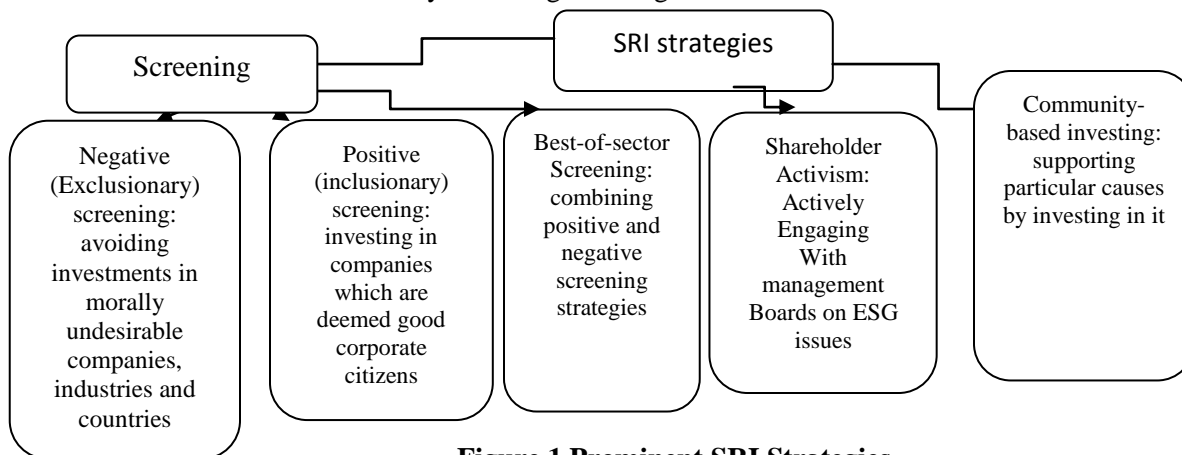 SRI strategies
Screening
Negative
(Exclusionary)
screening:
avoiding
investments in
morally
undesirable
companies,
industries and
countries
Positive
(inclusionary)
screening:
investing in
companies
which are
deemed good
corporate
citizens
Best-of-sector
Screening:
combining
positive and
negative
screening
strategies
Shareholder
Activism:
Actively
Engaging
With
management
Boards on ESG
issues
Community-
based investing:
supporting
particular causes
by investing in it
Figure 1 Prominent SRI Strategies